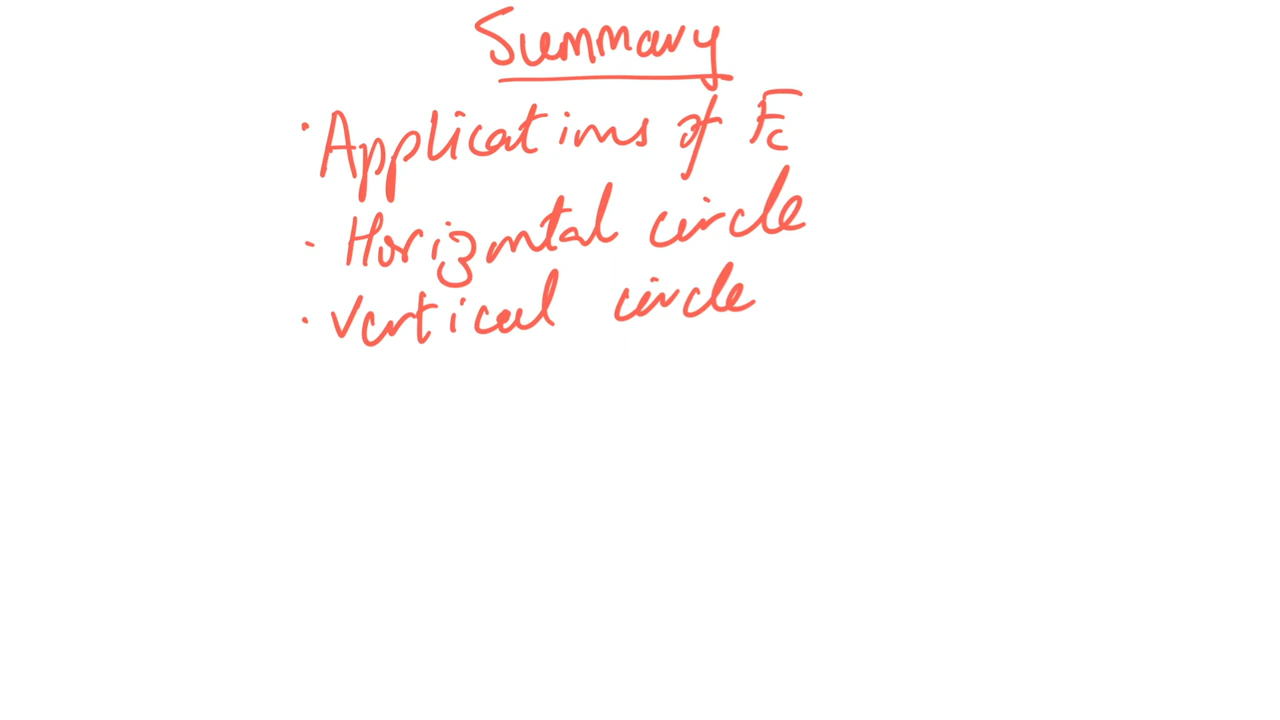 Summary
· Applications of Fc
· Horizontal circle
· Vertical circle